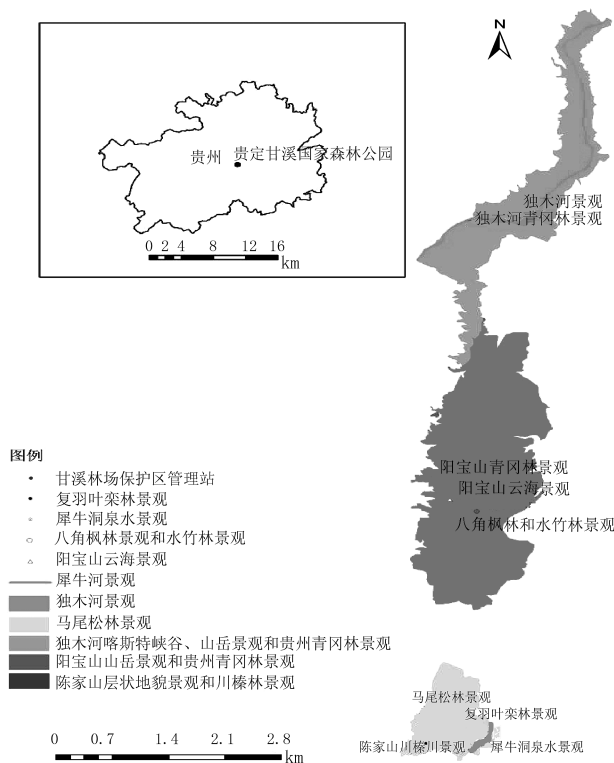 N
贵州 贵定甘溪国家森林公园
0 2 4 8 12 16
km
独木河景观
独木河青冈林景观
阳宝山青冈林景观
阳宝山云海景观
八角枫林景观和水竹林景观
图例
甘溪林场保护区管理站
复羽叶栾林景观
犀牛洞泉水景观
八角枫林景观和水竹林景观
阳宝山云海景观
犀牛河景观
独木河景观
马尾松林景观
独木河喀斯特峡谷、山岳景观和贵州青冈林景观
阳宝山山岳景观和贵州青冈林景观
陈家山层状地貌景观和川榛林景观
马尾松林景观
复羽叶栾林景观
陈家山川榛川景观
犀牛洞泉水景观
0 0.7 1.4 2.1 2.8
km